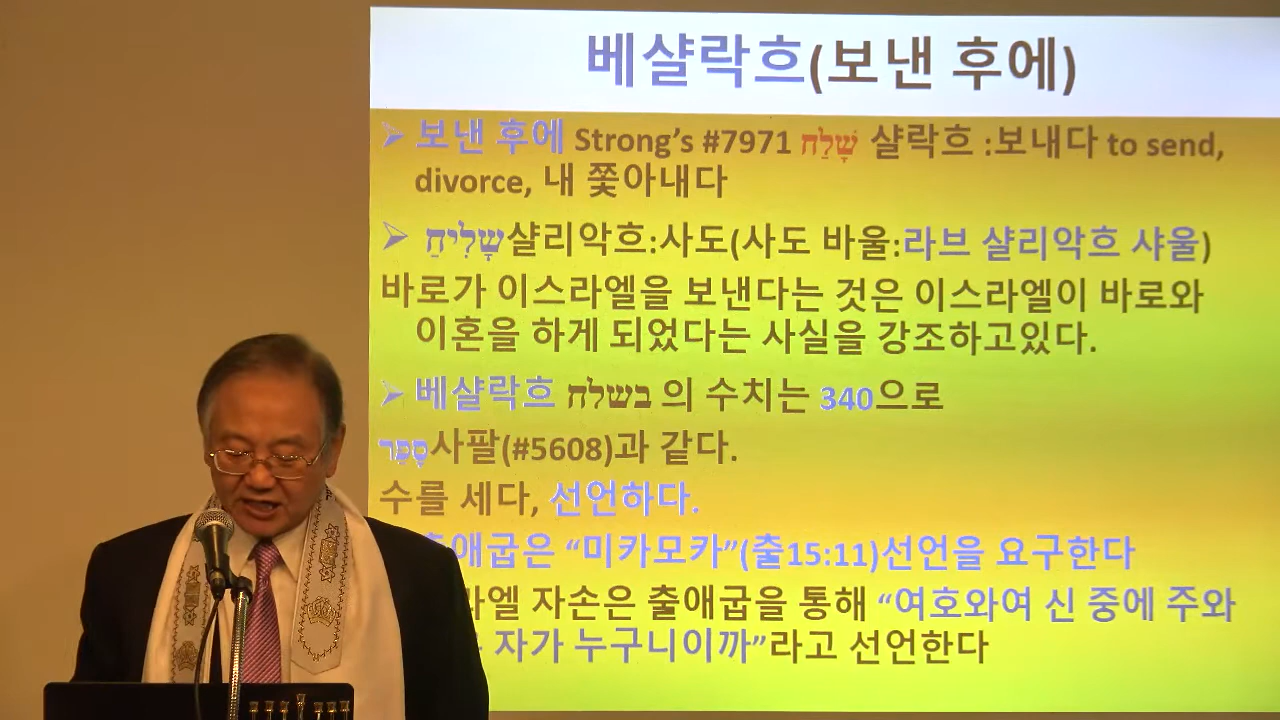 베샬락흐(보낸 후에)
➢ 보낸 후에 Strong's #7971 שָׁלַח 샬락흐 :보내다 to send,
divorce, 내 쫓아내다
➢ שָׁלִיחַ샬리악흐:사도(사도 바울:라브 샬리악흐 샤울)
바로가 이스라엘을 보낸다는 것은 이스라엘이 바로와
이혼을 하게 되었다는 사실을 강조하고있다.
➢ 베샬락흐 בשלח 의 수치는 340으로
סָפַר사팔(#5608)과 같다.
수를 세다, 선언하다.
출애굽은 “미카모카”(출15:11)선언을 요구한다
자손은 출애굽을 통해 “여호와여 신 중에 주와
자가 누구니이까”라고 선언한다